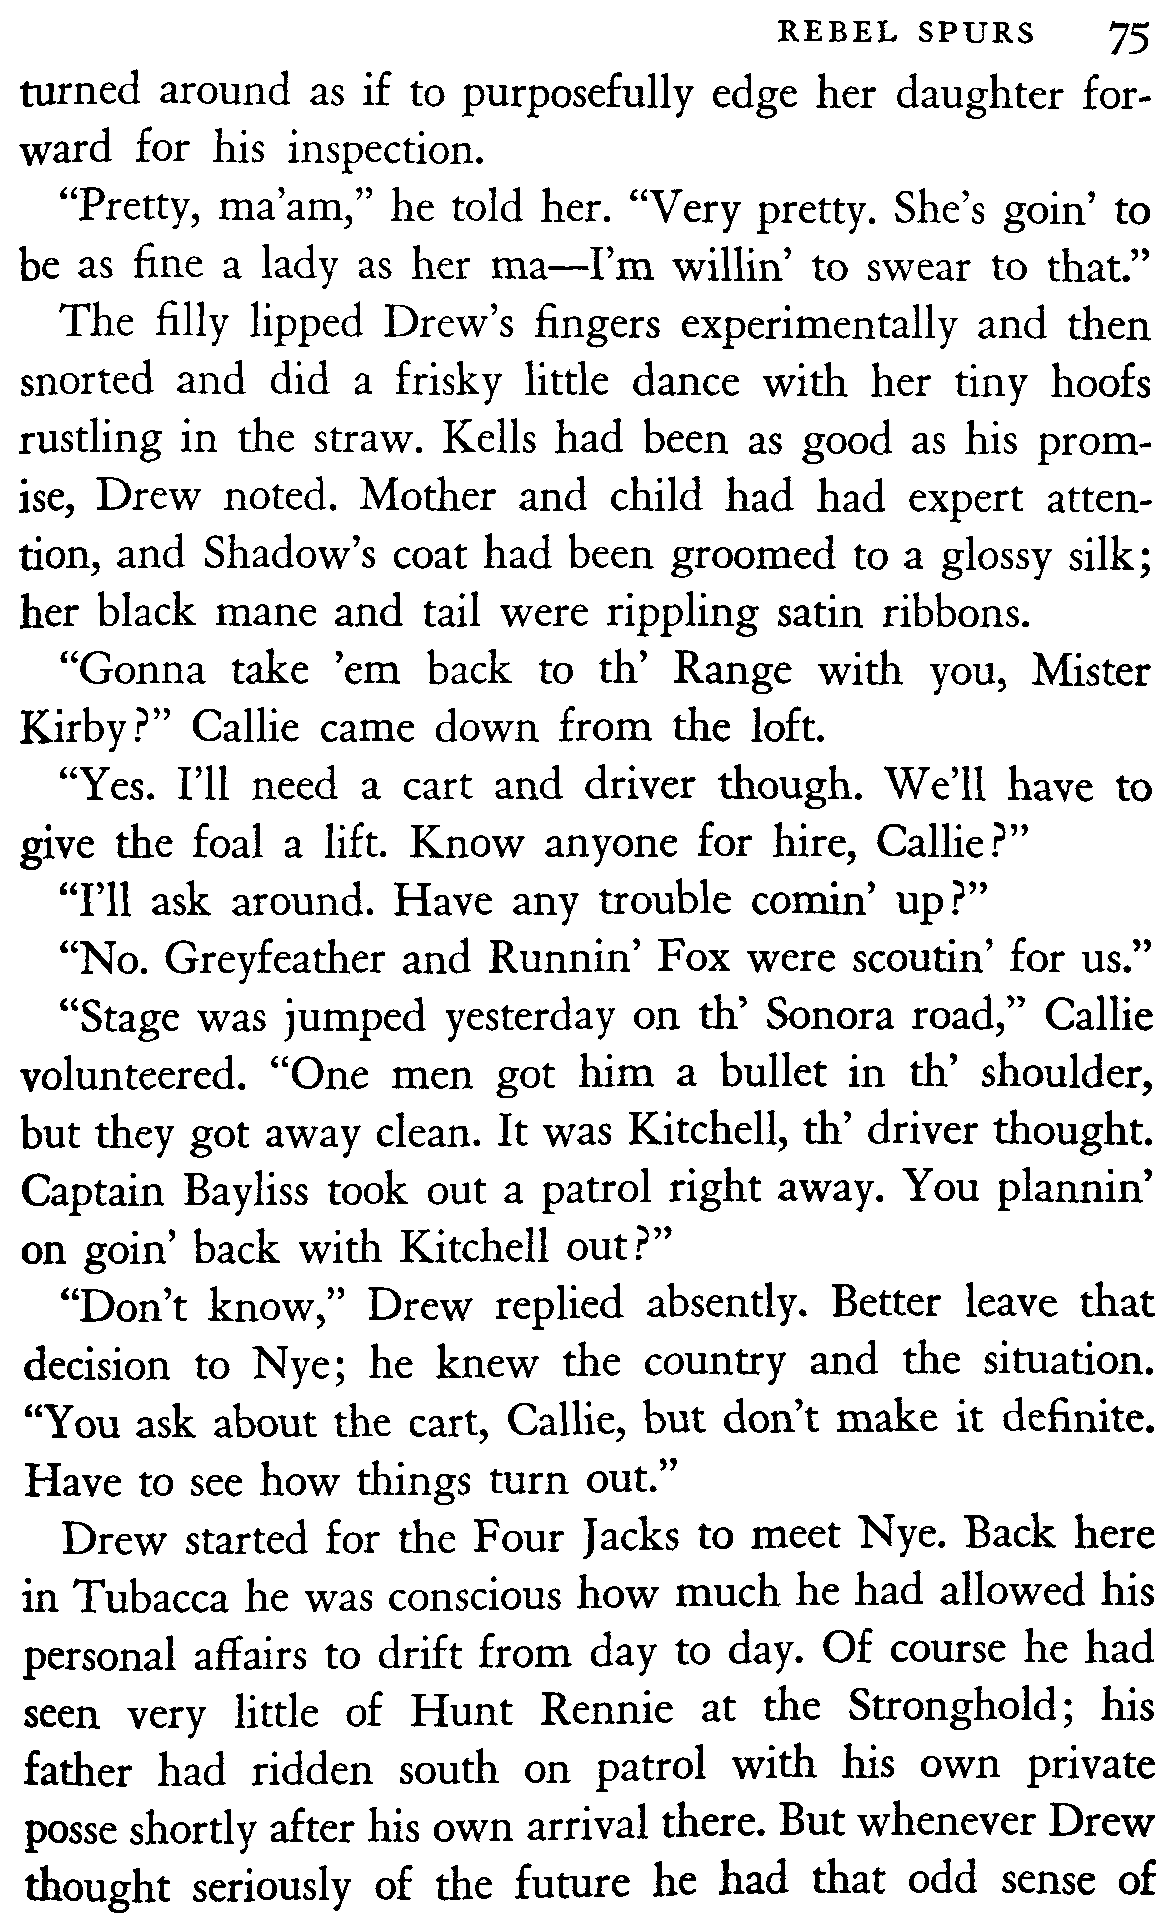 REBEL SPURS 75
turned around as if to purposefully edge her daughter for-
ward for his inspection.
“Pretty, ma’am,” he told her. “Very pretty. She’s goin’ to
be as fine a lady as her ma—I’m willin’ to swear to that.”
The filly lipped Drew’s fingers experimentally and then
snorted and did a frisky little dance with her tiny hoofs
rustling in the straw. Kells had been as good as his prom-
ise, Drew noted. Mother and child had had expert atten-
tion, and Shadow’s coat had been groomed to a glossy silk;
her black mane and tail were rippling satin ribbons.
“Gonna take ’em back to th’ Range with you, Mister
Kirby?” Callie came down from the loft.
“Yes. I’ll need a cart and driver though. We’ll have to
give the foal a lift. Know anyone for hire, Callie?”
“I’ll ask around. Have any trouble comin’ up?”
“No. Greyfeather and Runnin’ Fox were scoutin’ for us.”
“Stage was jumped yesterday on th’ Sonora road,” Callie
volunteered. “One men got him a bullet in th’ shoulder,
but they got away clean. It was Kitchell, th’ driver thought.
Captain Bayliss took out a patrol right away. You plannin’
on goin’ back with Kitchell out?”
“Don’t know,” Drew replied absently. Better leave that
decision to Nye; he knew the country and the situation.
“You ask about the cart, Callie, but don’t make it definite.
Have to see how things turn out.”
Drew started for the Four Jacks to meet Nye. Back here
in Tubacca he was conscious how much he had allowed his
personal affairs to drift from day to day. Of course he had
seen very little of Hunt Rennie at the Stronghold; his
father had ridden south on patrol with his own private
posse shortly after his own arrival there. But whenever Drew
thought seriously of the future he had that odd sense of